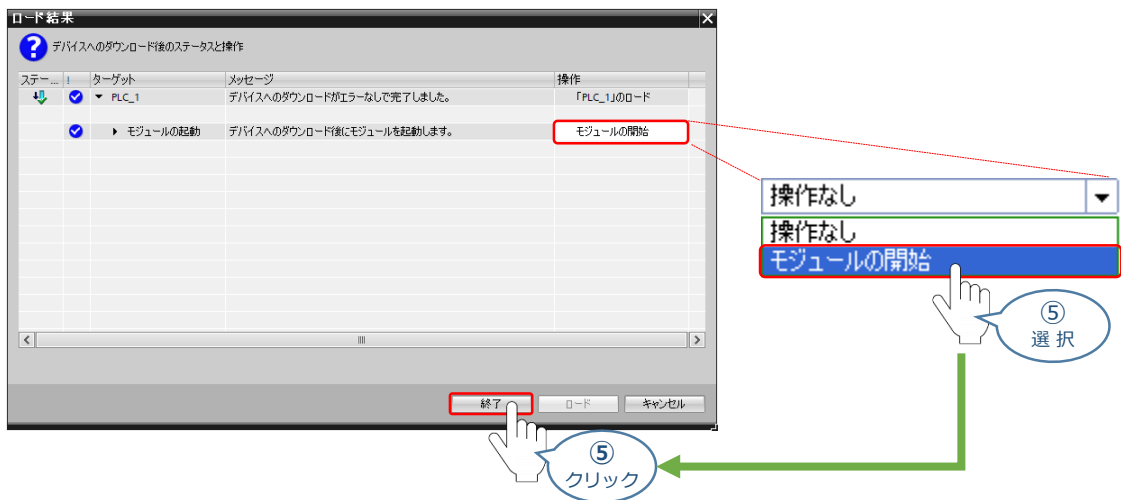 ロード結果
デバイスへのダウンロード後のステータスと操作
ステー... ! ターゲット メッセージ 操作
PLC_1 デバイスへのダウンロードがエラーなしで完了しました。 「PLC_1」のロード
モジュールの起動 デバイスへのダウンロード後にモジュールを起動します。 モジュールの開始
操作なし
操作なし
モジュールの開始
⑤
選択
終了 ロード キャンセル
⑤
クリック